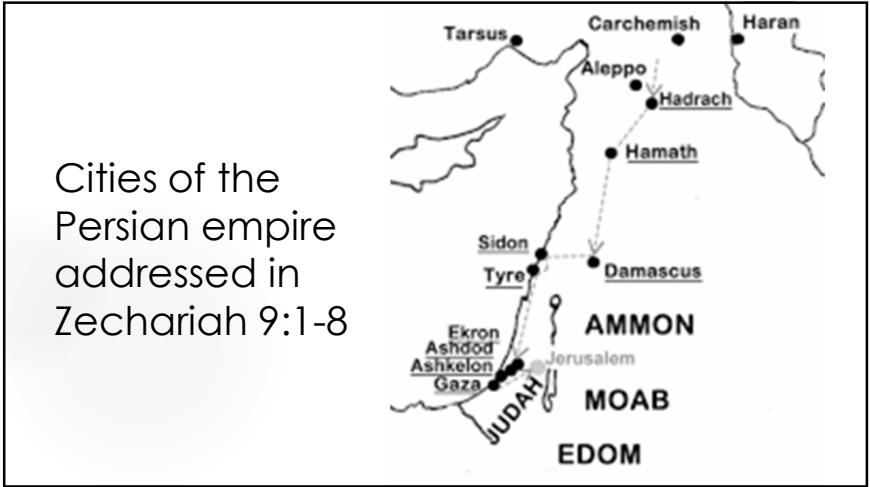 Cities of the
Persian empire
addressed in
Zechariah 9:1-8
Tarsus
Carchemish
Haran
Aleppo
Hadrach
Hamath
Sidon
Tyre
Damascus
AMMON
Ekron
Ashdod
Ashkelon
Gaza
Jerusalem
JUDAH
MOAB
EDOM